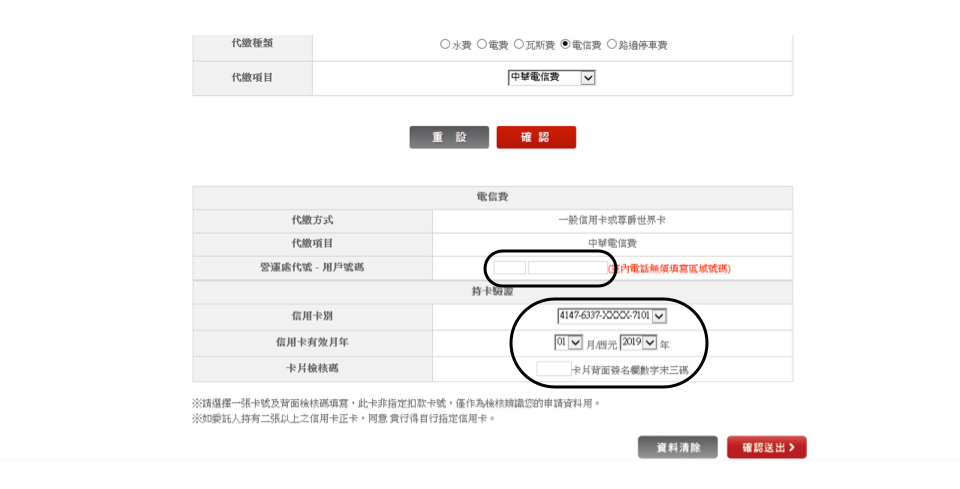 代繳種類 ○水費 ○電費 ○瓦斯費 ◉電信費 ○路邊停車費
代繳項目 中華電信費
重 設 確 認
電信費
代繳方式 一般信用卡或尊爵世界卡
代繳項目 中華電信費
營運處代號 - 用戶號碼 內電話無須填寫區域號碼)
持卡驗證
信用卡別 4147-6337-XXXX-7101
信用卡有效月年 01 月/西元 2019 年
卡片檢核碼 卡片背面簽名欄數字末三碼
※請選擇一張卡號及背面檢核碼填寫，此卡非指定扣款卡號，僅作為檢核辨識您的申請資料用。
※如委託人持有二張以上之信用卡正卡，同意 貴行得自行指定信用卡。
資料清除 確認送出